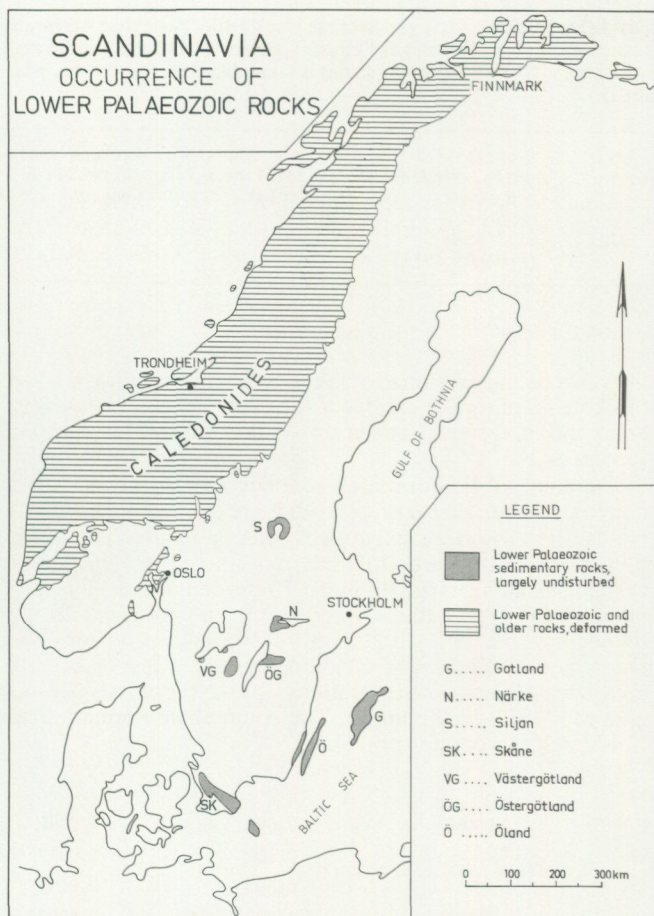 SCANDINAVIA
OCCURRENCE OF
LOWER PALAEOZOIC ROCKS
FINNMARK
TRONDHEIM
CALEDONIDES
GULF OF BOTHNIA
S
OSLO
N
STOCKHOLM
VG
ÖG
G
Ö
SK
BALTIC SEA
LEGEND
Lower Palaeozoic
sedimentary rocks,
largely undisturbed
Lower Palaeozoic and
older rocks, deformed
G..... Gotland
N..... Närke
S..... Siljan
SK.... Skåne
VG.... Västergötland
ÖG.... Östergötland
Ö..... Öland
0 100 200 300km